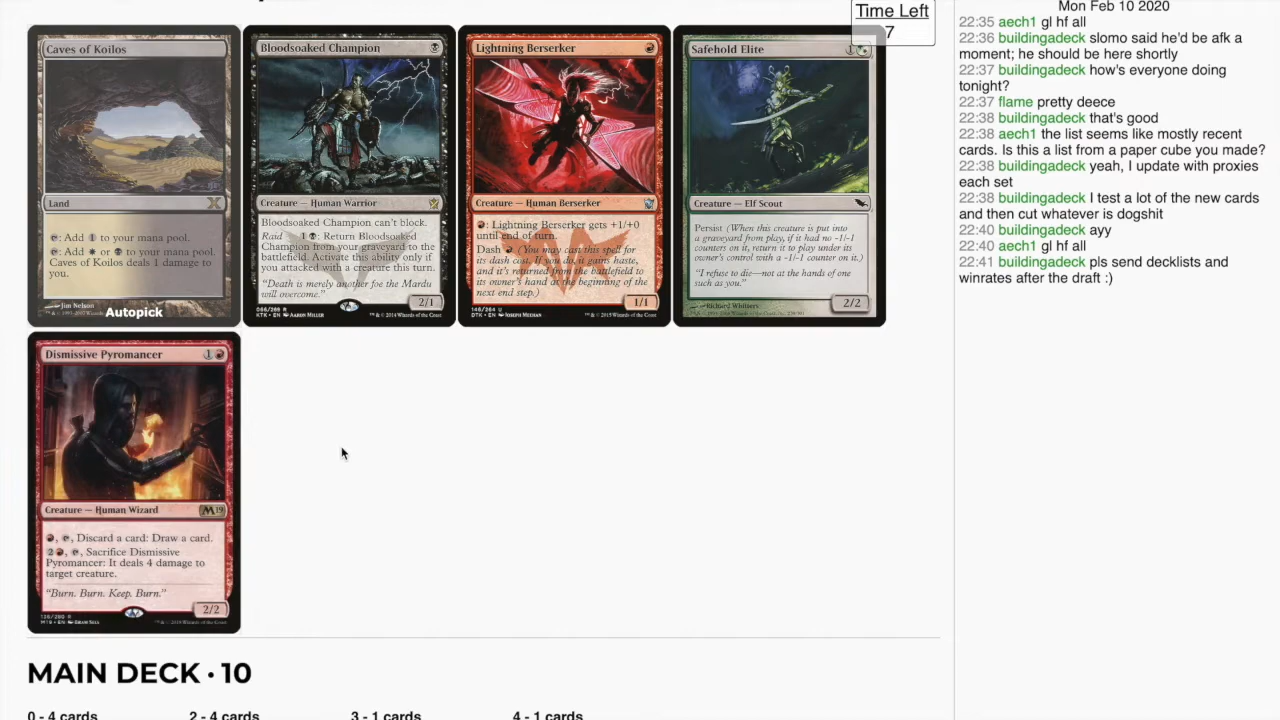 Time Left
7
Caves of Koilos
Land
: Add 1 to your mana pool.
: Add or to your mana pool.
Caves of Koilos deals 1 damage to
you.
Jim Nelson
Autopick
Bloodsoaked Champion
Creature — Human Warrior
Bloodsoaked Champion can't block.
Raid — 1 : Return Bloodsoaked
Champion from your graveyard to the
battlefield. Activate this ability only if
you attacked with a creature this turn.
"Death is merely another foe the Mardu
will overcome."
2/1
KTK • EN Aaron Miller
Lightning Berserker
Creature — Human Berserker
: Lightning Berserker gets +1/+0
until end of turn.
Dash (You may cast this spell for
its dash cost. If you do, it gains haste,
and it's returned from the battlefield to
its owner's hand at the beginning of the
next end step.)
1/1
DTK • EN Joseph Meehan
Safehold Elite
1
Creature — Elf Scout
Persist (When this creature is put into
a graveyard from play, if it had no -1/-1
counters on it, return it to play under its
owner's control with a -1/-1 counter on it.)
"I refuse to die—not at the hands of one
such as you."
2/2
Dismissive Pyromancer
1
Creature — Human Wizard
M19
, , Discard a card: Draw a card.
2 , , Sacrifice Dismissive
Pyromancer: It deals 4 damage to
target creature.
"Burn. Burn. Keep. Burn."
2/2
MAIN DECK · 10
0 - 4 cards 2 - 4 cards 3 - 1 cards 4 - 1 cards
Mon Feb 10 2020
22:35 aech1 gl hf all
22:36 buildingadeck slomo said he'd be afk a
moment; he should be here shortly
22:37 buildingadeck how's everyone doing
tonight?
22:37 flame pretty deece
22:38 buildingadeck that's good
22:38 aech1 the list seems like mostly recent
cards. Is this a list from a paper cube you made?
22:38 buildingadeck yeah, I update with proxies
each set
22:38 buildingadeck I test a lot of the new cards
and then cut whatever is dogshit
22:40 buildingadeck ayy
22:40 aech1 gl hf all
22:41 buildingadeck pls send decklists and
winrates after the draft :)